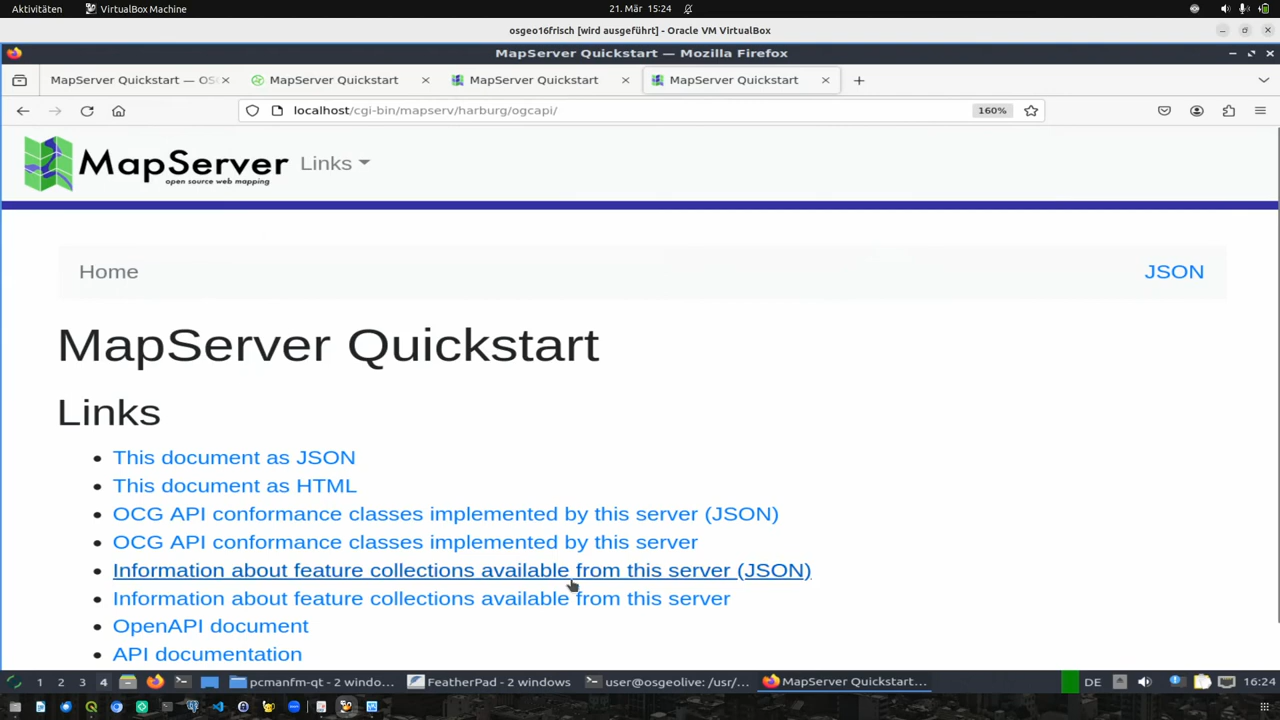 Aktivitäten
VirtualBox Machine
21. Mär 15:24
osgeo16frisch [wird ausgeführt] - Oracle VM VirtualBox
MapServer Quickstart — Mozilla Firefox
MapServer Quickstart — OS
MapServer Quickstart
MapServer Quickstart
MapServer Quickstart
localhost/cgi-bin/mapserv/harburg/ogcapi/
160%
MapServer
open source web mapping
Links
Home
JSON
MapServer Quickstart
Links
This document as JSON
This document as HTML
OCG API conformance classes implemented by this server (JSON)
OCG API conformance classes implemented by this server
Information about feature collections available from this server (JSON)
Information about feature collections available from this server
OpenAPI document
API documentation
1 2 3 4
pcmanfm-qt - 2 windo...
FeatherPad - 2 windows
user@osgeolive: /usr/...
MapServer Quickstart...
DE
16:24